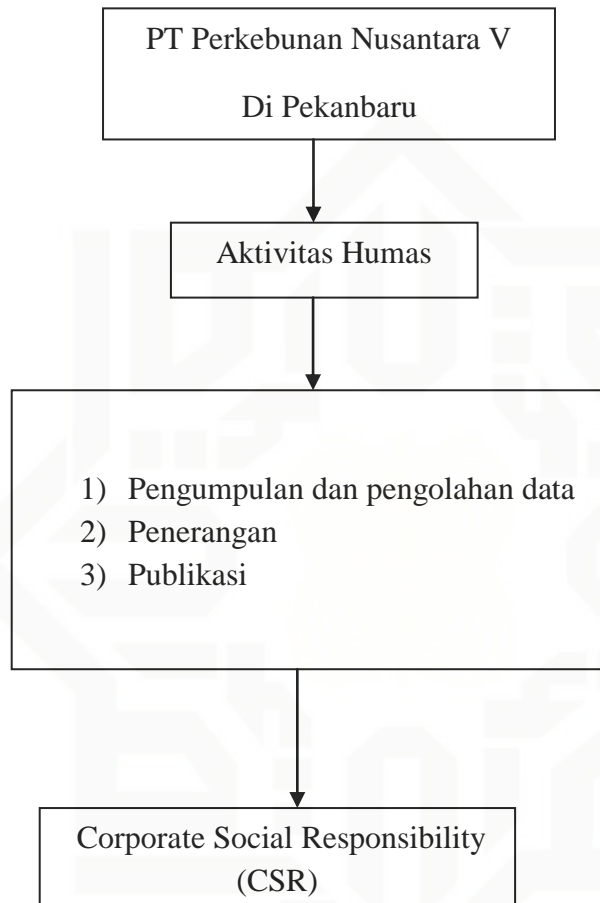 PT Perkebunan Nusantara V
Di Pekanbaru
Aktivitas Humas
1) Pengumpulan dan pengolahan data
2) Penerangan
3) Publikasi
Corporate Social Responsibility
(CSR)